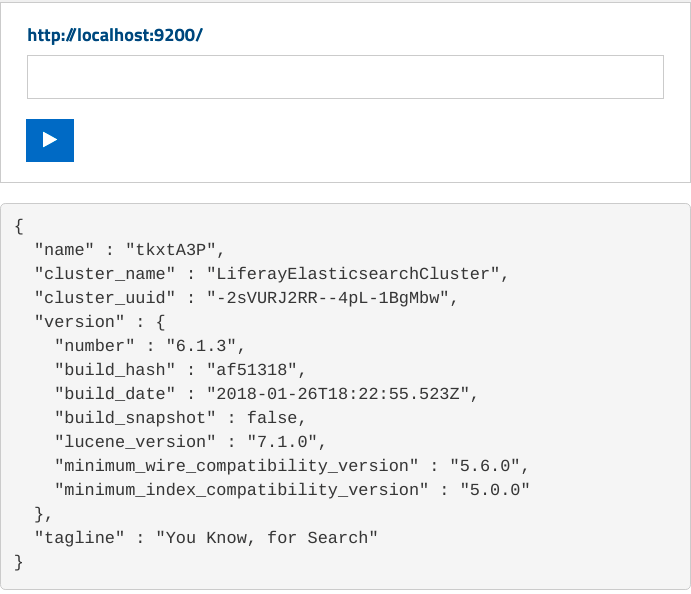 http://localhost:9200/
{
  "name" : "tkxtA3P",
  "cluster_name" : "LiferayElasticsearchCluster",
  "cluster_uuid" : "-2sVURJ2RR--4pL-1BgMbw",
  "version" : {
    "number" : "6.1.3",
    "build_hash" : "af51318",
    "build_date" : "2018-01-26T18:22:55.523Z",
    "build_snapshot" : false,
    "lucene_version" : "7.1.0",
    "minimum_wire_compatibility_version" : "5.6.0",
    "minimum_index_compatibility_version" : "5.0.0"
  },
  "tagline" : "You Know, for Search"
}